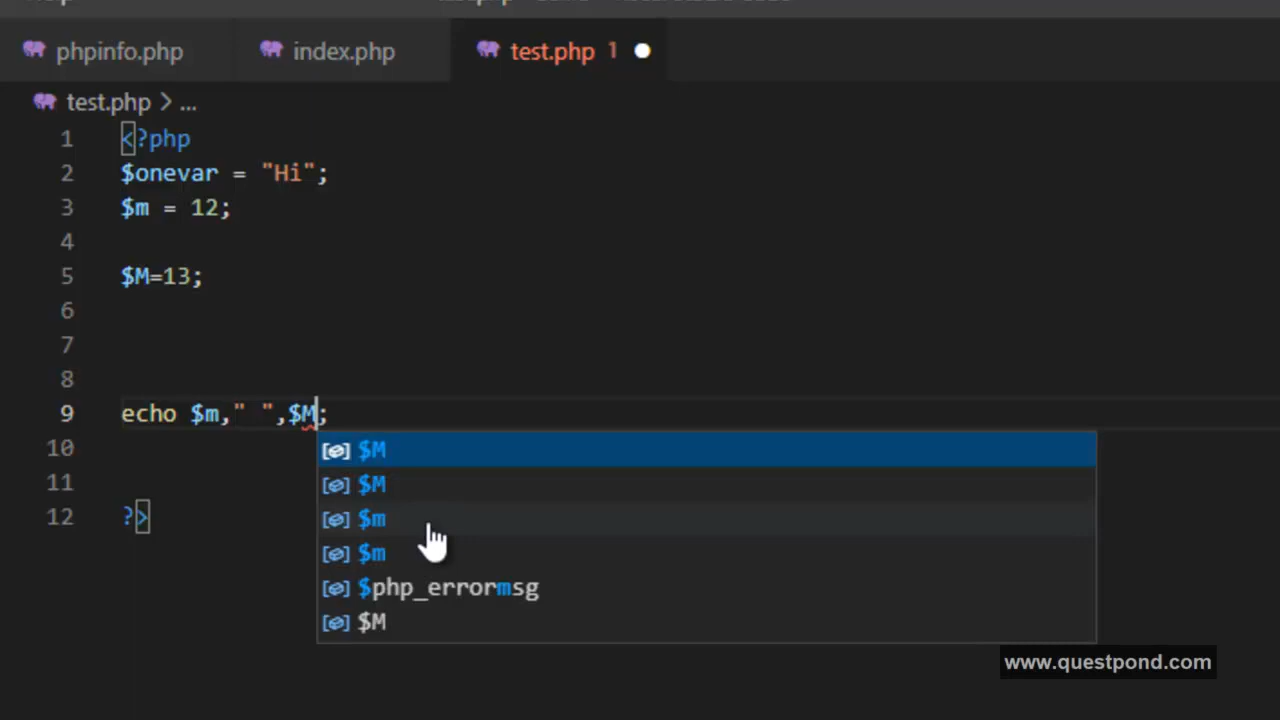 phpinfo.php index.php test.php 1
test.php > ...
1 <?php
2 $onevar = "Hi";
3 $m = 12;
4
5 $M=13;
6
7
8
9 echo $m," ",$M;
10 $M
11 $M
$m
12 ?>
$m
$php_errormsg
$M
www.questpond.com